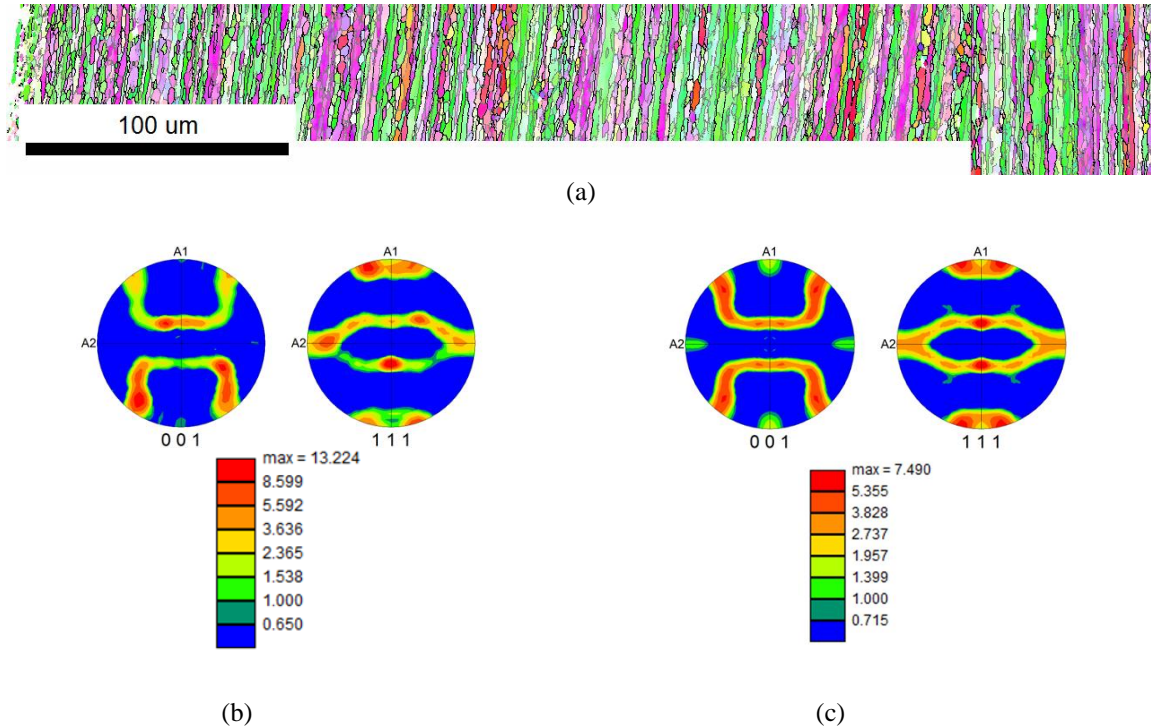 100 um
(a)
A1
A1
A2
A2
0 0 1
1 1 1
max = 13.224
8.599
5.592
3.636
2.365
1.538
1.000
0.650
(b)
A1
A1
A2
A2
0 0 1
1 1 1
max = 7.490
5.355
3.828
2.737
1.957
1.399
1.000
0.715
(c)